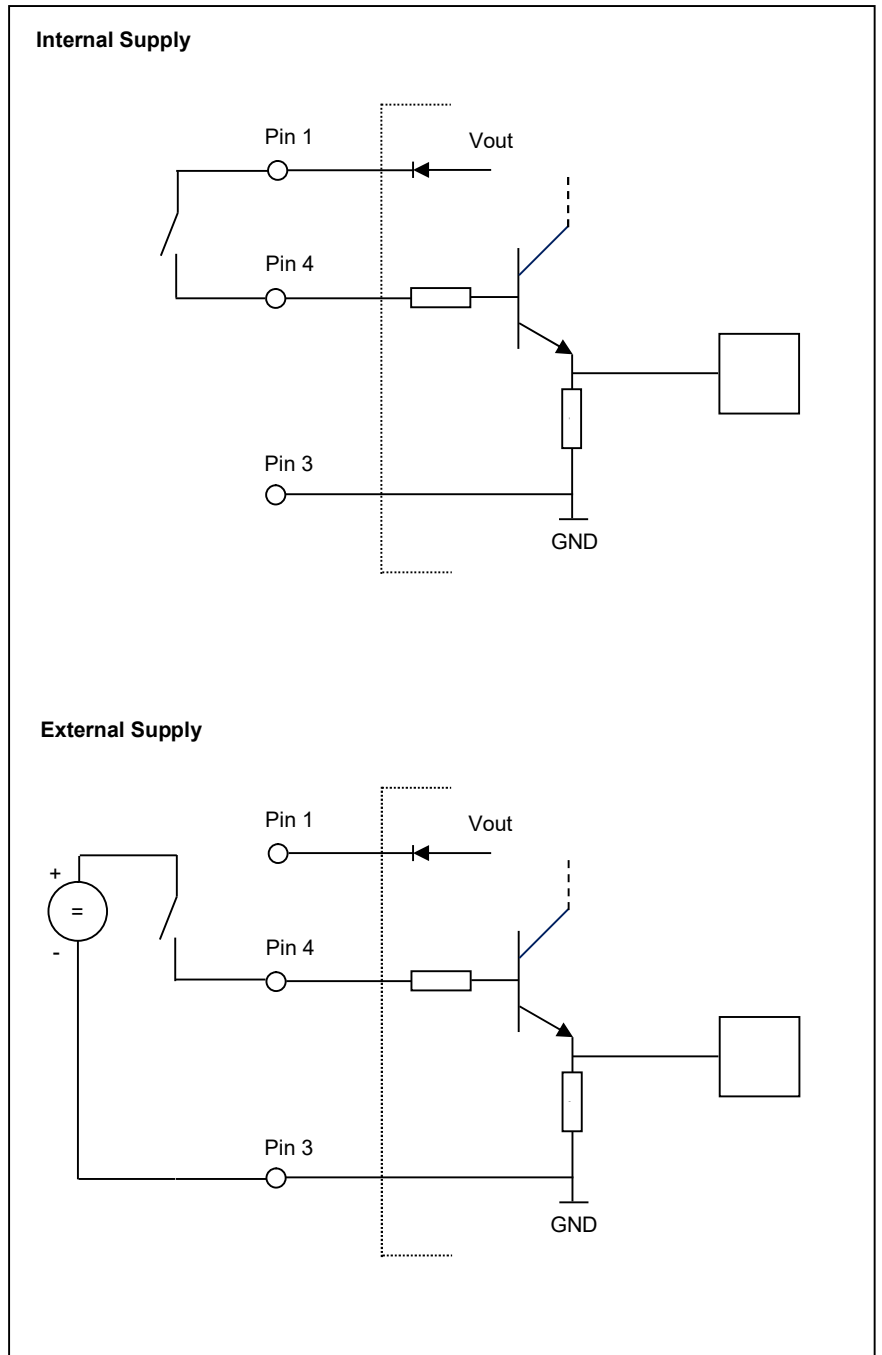 Internal Supply
Pin 1
Vout
Pin 4
Pin 3
GND
External Supply
Pin 1
Vout
+
=
-
Pin 4
Pin 3
GND